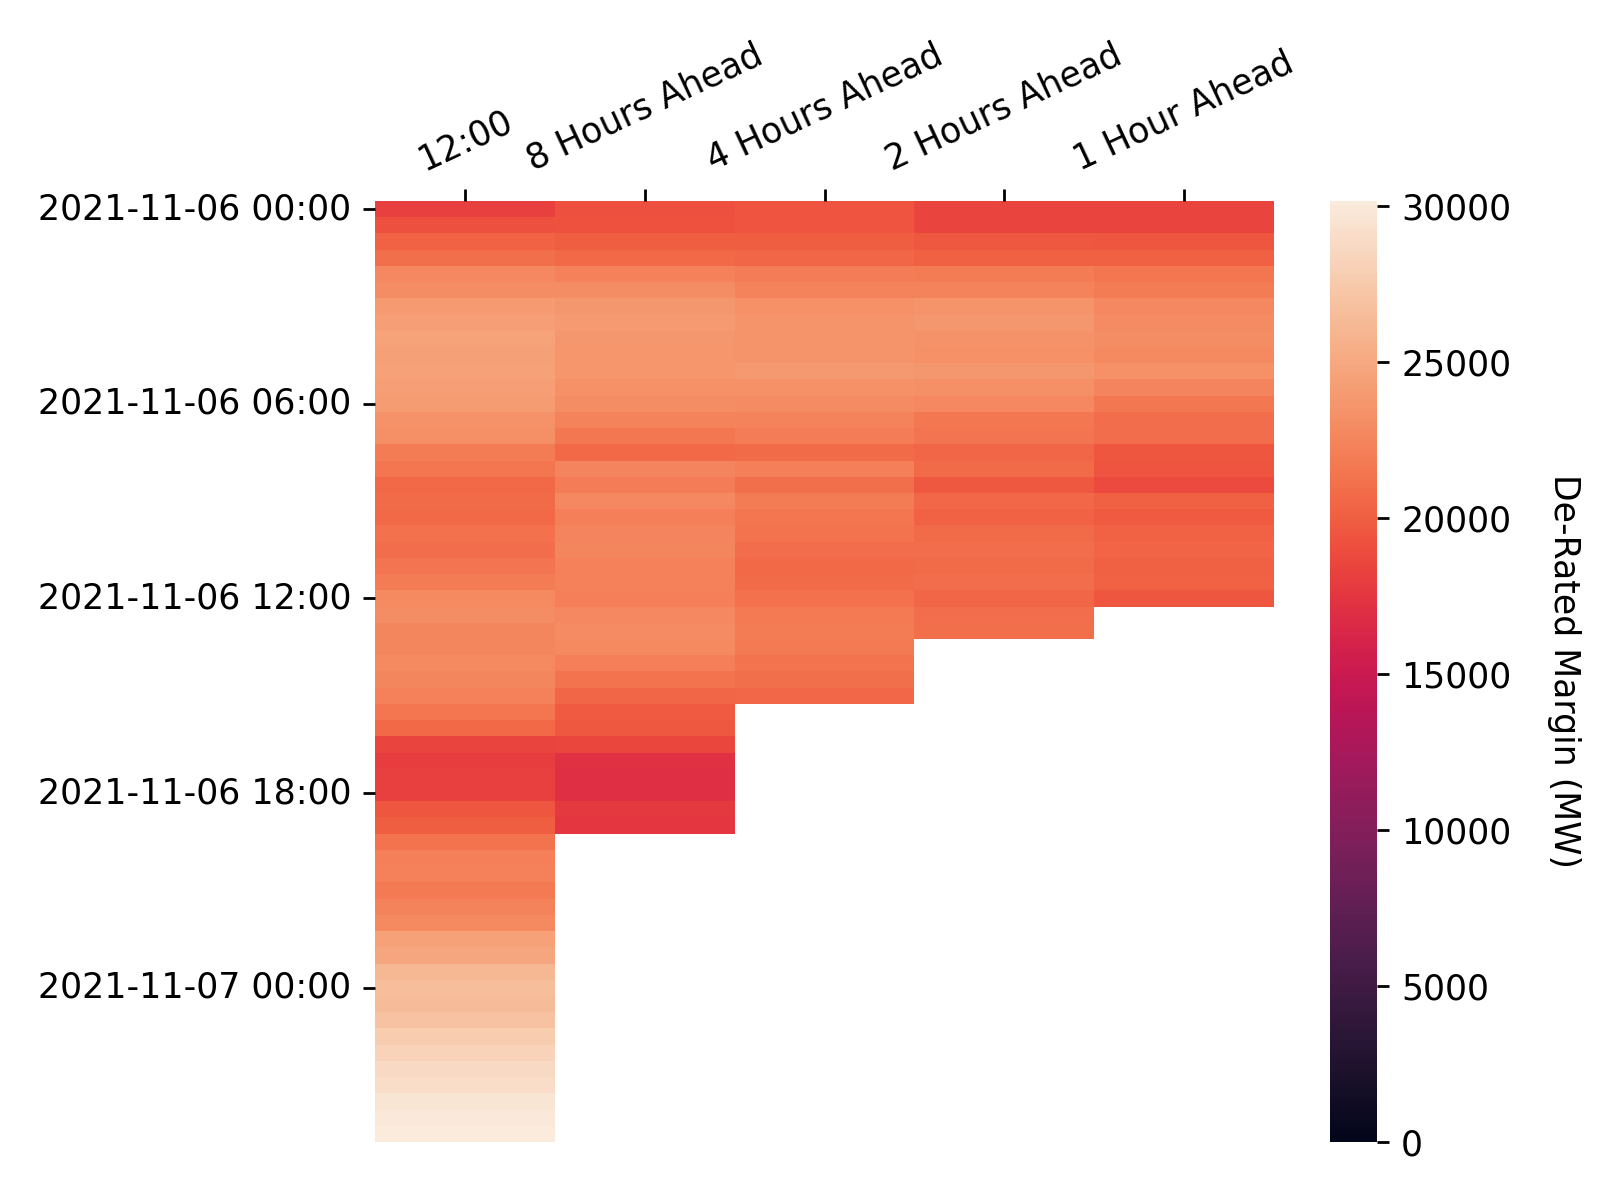 12:00
8 Hours Ahead
4 Hours Ahead
2 Hours Ahead
1 Hour Ahead
2021-11-06 00:00
2021-11-06 06:00
2021-11-06 12:00
2021-11-06 18:00
2021-11-07 00:00
30000
25000
20000
15000
10000
5000
0
De-Rated Margin (MW)